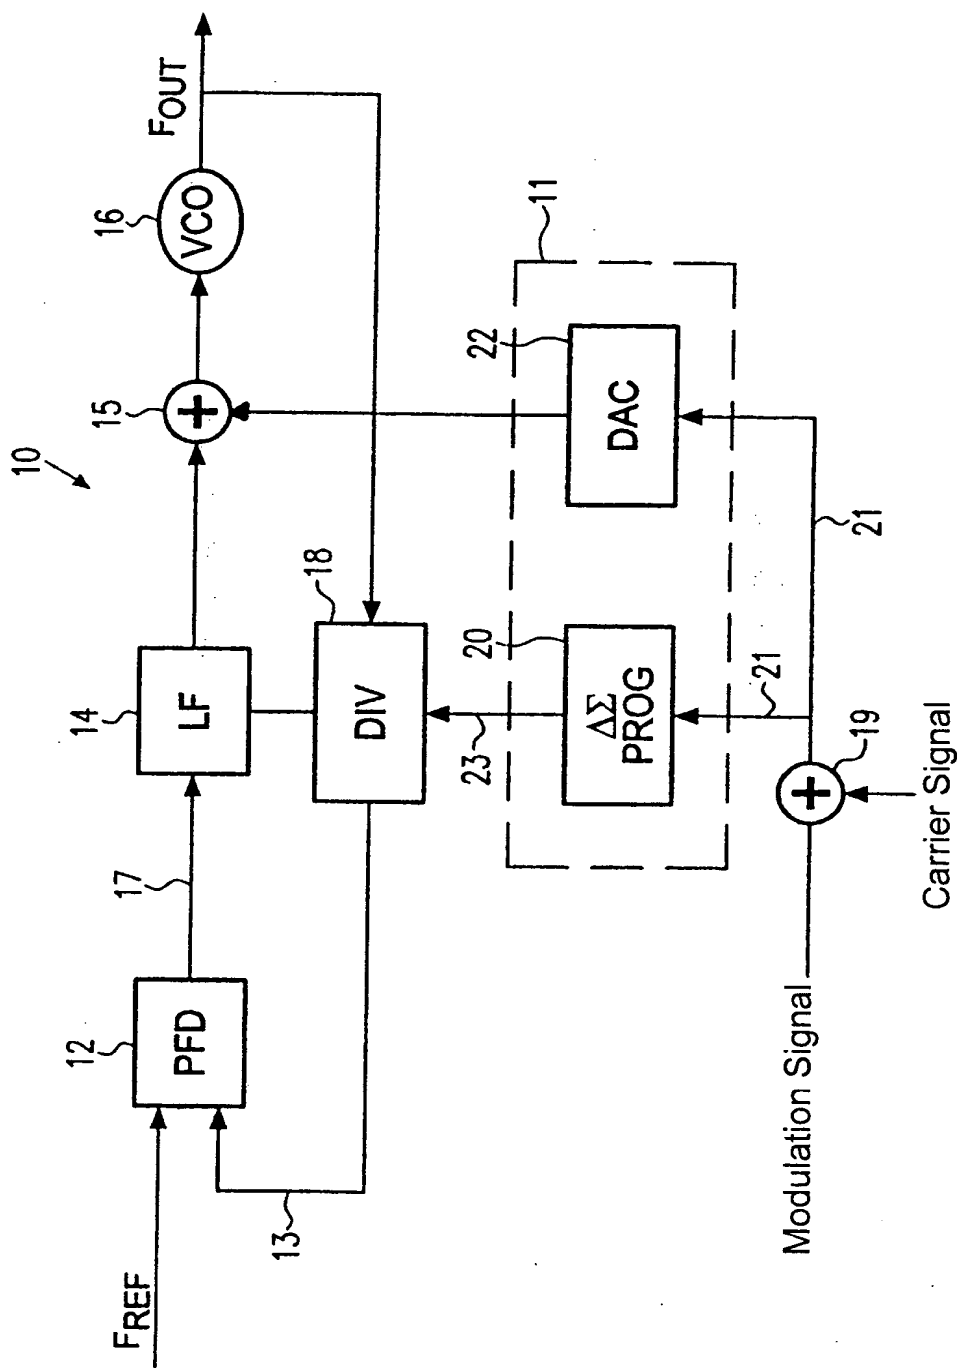 10
FREF
12
PFD
17
14
LF
15
+
16
VCO
FOUT
13
18
DIV
23
20
ΔΣ
PROG
22
DAC
11
21
21
19
+
Modulation Signal
Carrier Signal